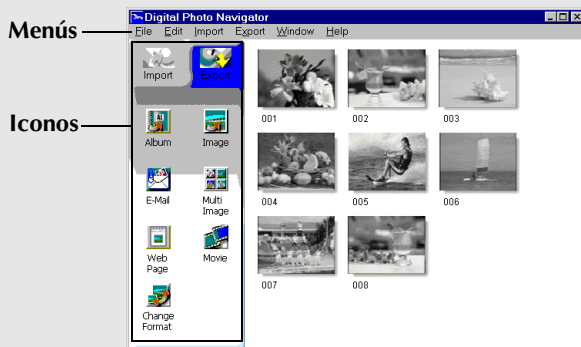 Digital Photo Navigator
Menús
File Edit Import Export Window Help
Iconos
Import Export
Album Image
E-Mail Multi Image
Web Page Movie
Change Format
001 002 003
004 005 006
007 008